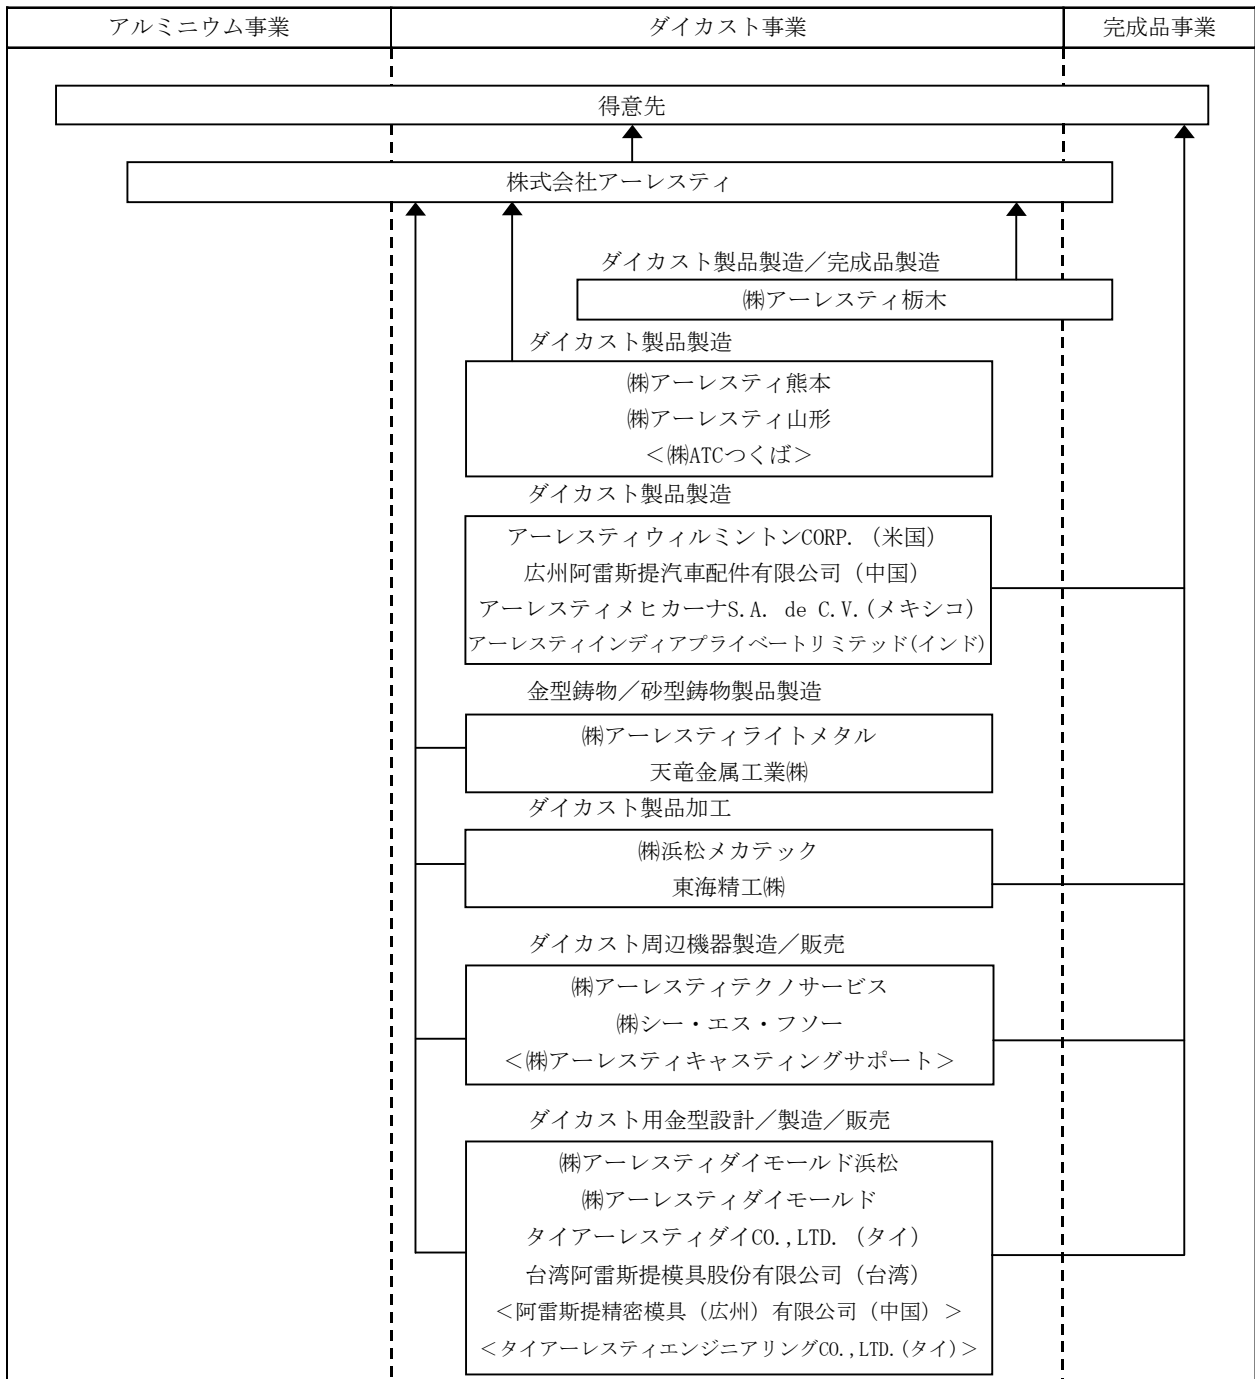 アルミニウム事業
ダイカスト事業
完成品事業
得意先
株式会社アーレスティ
ダイカスト製品製造／完成品製造
㈱アーレスティ栃木
ダイカスト製品製造
㈱アーレスティ熊本
㈱アーレスティ山形
＜㈱ATCつくば＞
ダイカスト製品製造
アーレスティウィルミントンCORP.（米国）
広州阿雷斯提汽車配件有限公司（中国）
アーレスティメヒカーナS.A. de C.V.(メキシコ)
アーレスティインディアプライベートリミテッド(インド)
金型鋳物／砂型鋳物製品製造
㈱アーレスティライトメタル
天竜金属工業㈱
ダイカスト製品加工
㈱浜松メカテック
東海精工㈱
ダイカスト周辺機器製造／販売
㈱アーレスティテクノサービス
㈱シー・エス・フソー
＜㈱アーレスティキャスティングサポート＞
ダイカスト用金型設計／製造／販売
㈱アーレスティダイモールド浜松
㈱アーレスティダイモールド
タイアーレスティダイCO.,LTD.（タイ）
台湾阿雷斯提模具股份有限公司（台湾）
＜阿雷斯提精密模具（広州）有限公司（中国）＞
＜タイアーレスティエンジニアリングCO.,LTD.(タイ)＞